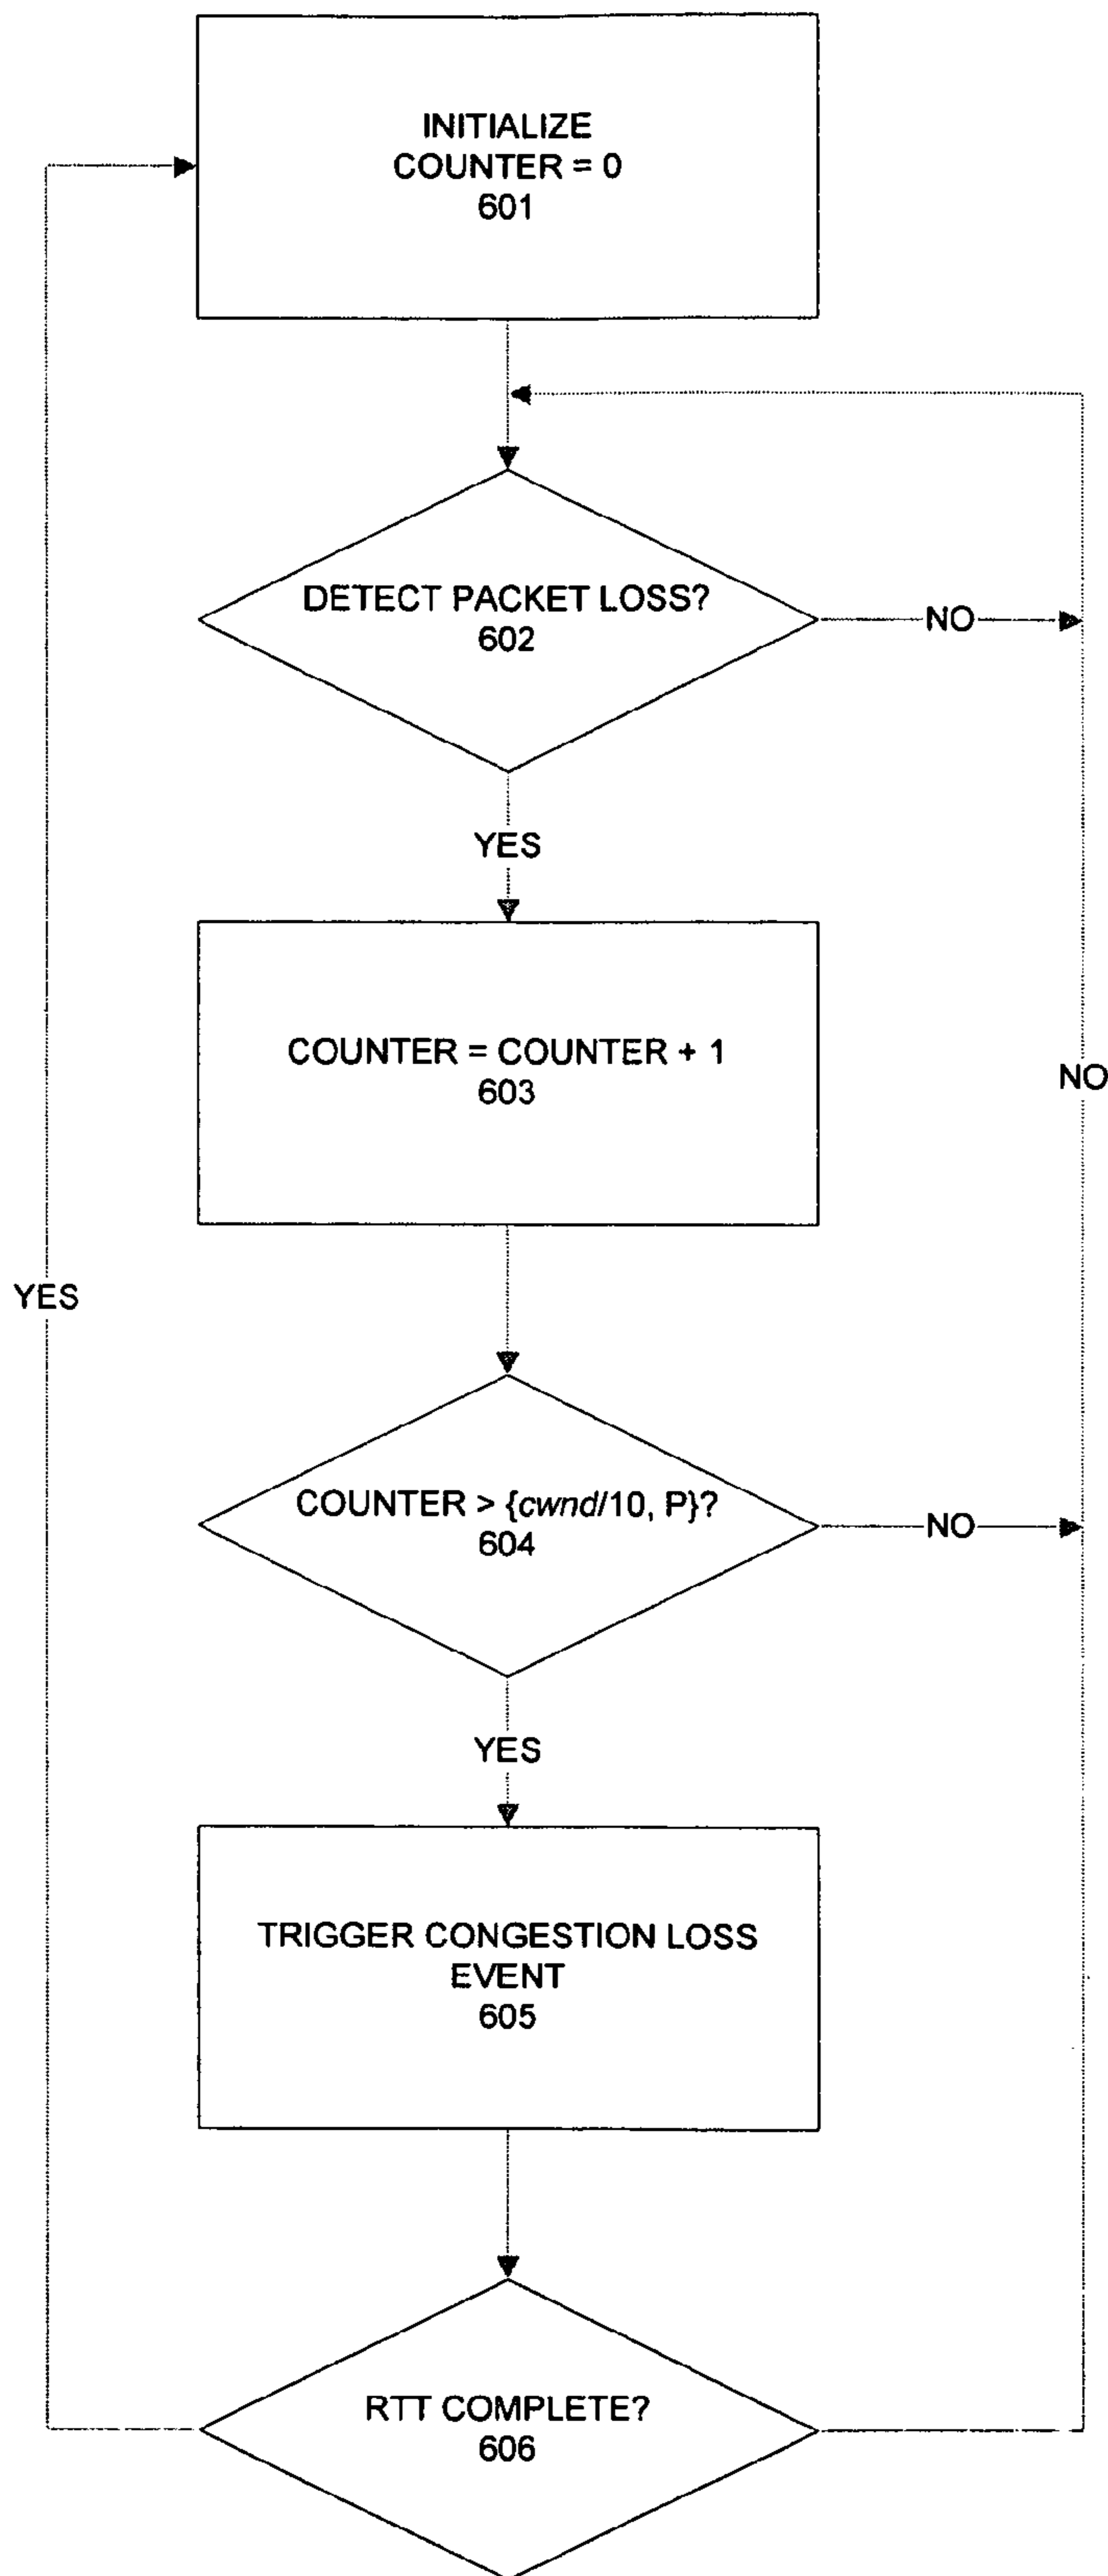 INITIALIZE
COUNTER = 0
601
DETECT PACKET LOSS?
602
NO
YES
COUNTER = COUNTER + 1
603
NO
YES
COUNTER > {cwnd/10, P}?
604
NO
YES
TRIGGER CONGESTION LOSS
EVENT
605
RTT COMPLETE?
606